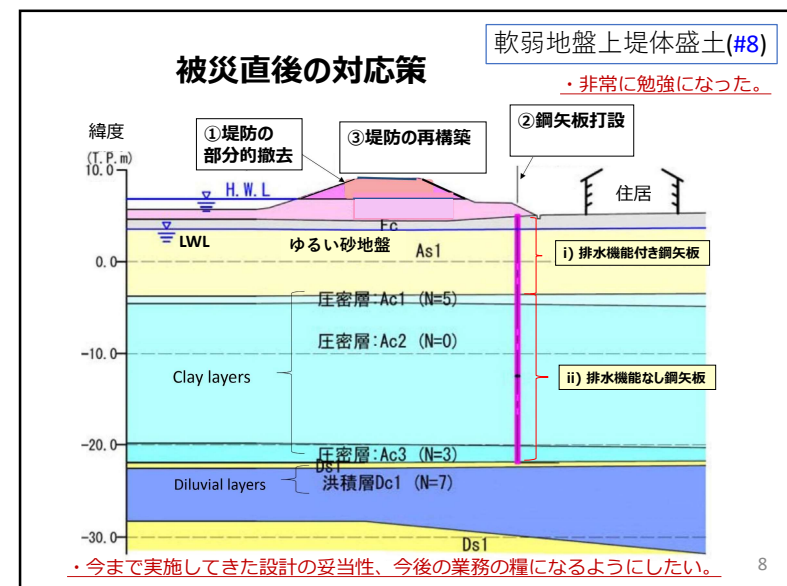 軟弱地盤上堤体盛土(#8)
被災直後の対応策
・非常に勉強になった。
緯度
(T.P.m)
①堤防の
部分的撤去
③堤防の再構築
②鋼矢板打設
10.0
H.W.L
住居
Fc
LWL
ゆるい砂地盤
As1
i) 排水機能付き鋼矢板
0.0
圧密層:Ac1 (N=5)
圧密層:Ac2 (N=0)
-10.0
Clay layers
ii) 排水機能なし鋼矢板
-20.0
圧密層:Ac3 (N=3)
Ds1
Diluvial layers
洪積層Dc1 (N=7)
-30.0
Ds1
・今まで実施してきた設計の妥当性、今後の業務の糧になるようにしたい。
8